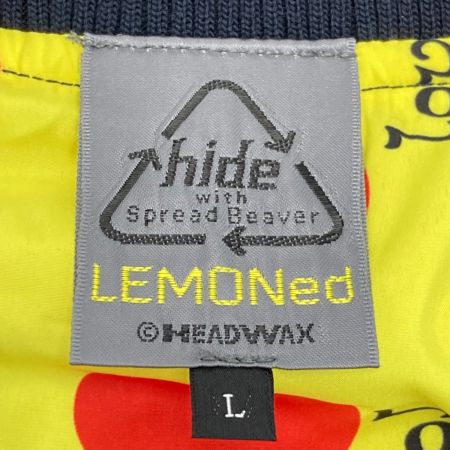 hide
with
Spread Beaver
LEMONed
©HEADWAX
L